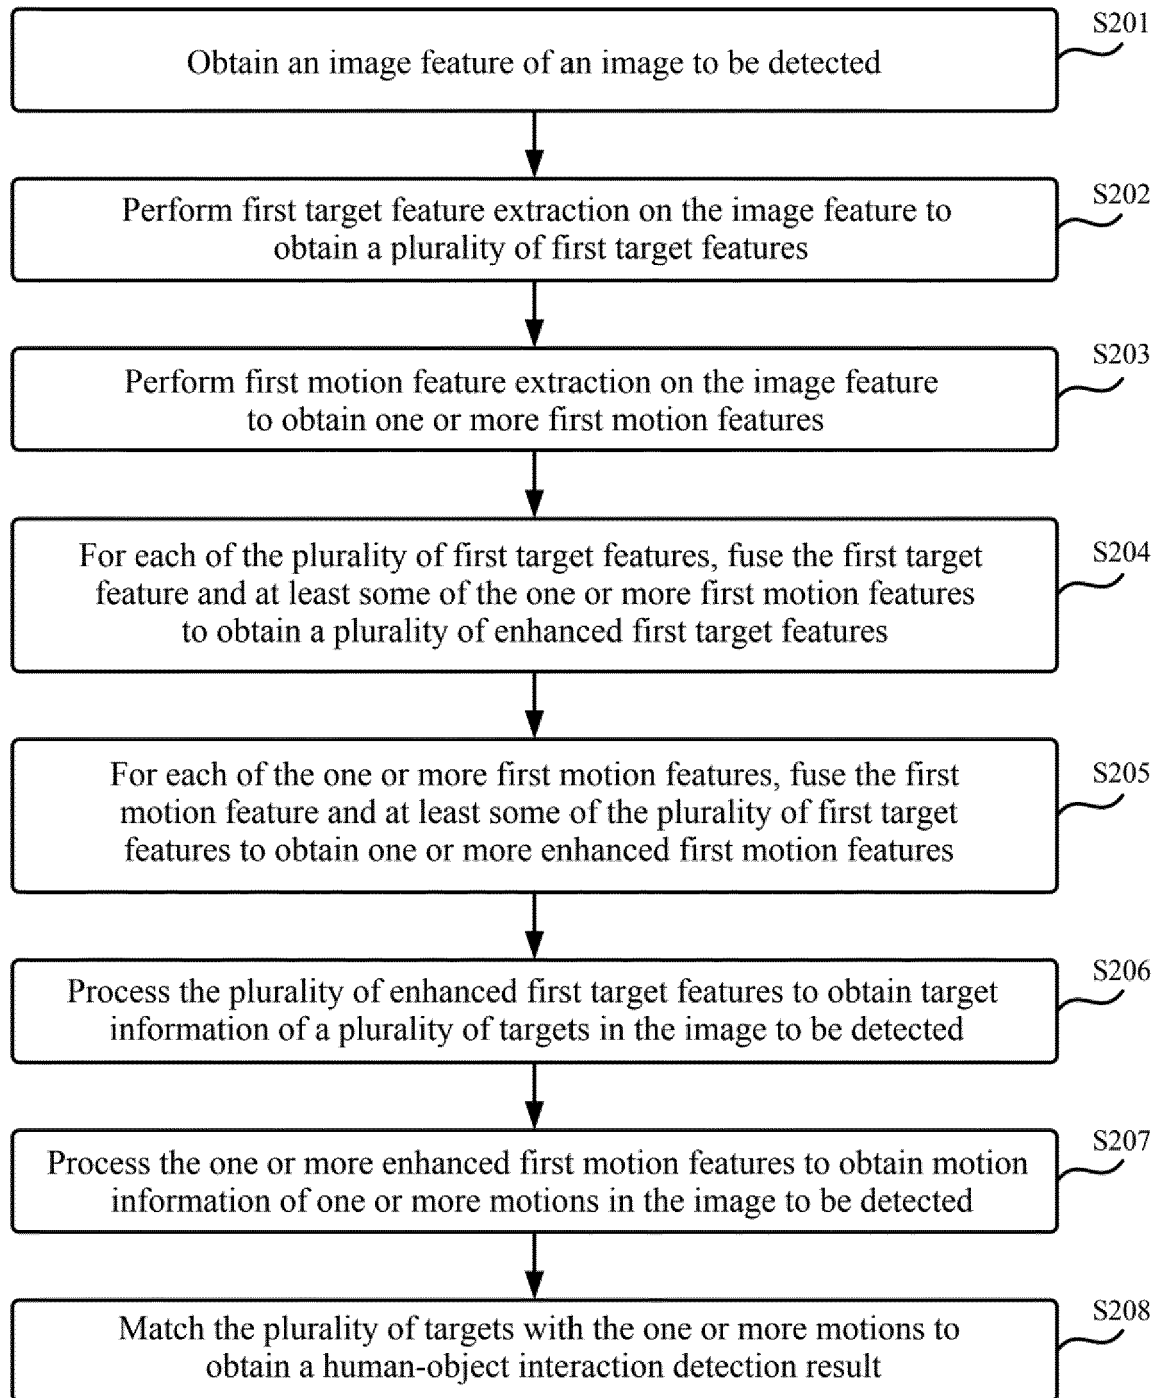 S201
Obtain an image feature of an image to be detected
S202
Perform first target feature extraction on the image feature to
obtain a plurality of first target features
S203
Perform first motion feature extraction on the image feature
to obtain one or more first motion features
S204
For each of the plurality of first target features, fuse the first target
feature and at least some of the one or more first motion features
to obtain a plurality of enhanced first target features
S205
For each of the one or more first motion features, fuse the first
motion feature and at least some of the plurality of first target
features to obtain one or more enhanced first motion features
S206
Process the plurality of enhanced first target features to obtain target
information of a plurality of targets in the image to be detected
S207
Process the one or more enhanced first motion features to obtain motion
information of one or more motions in the image to be detected
S208
Match the plurality of targets with the one or more motions to
obtain a human-object interaction detection result